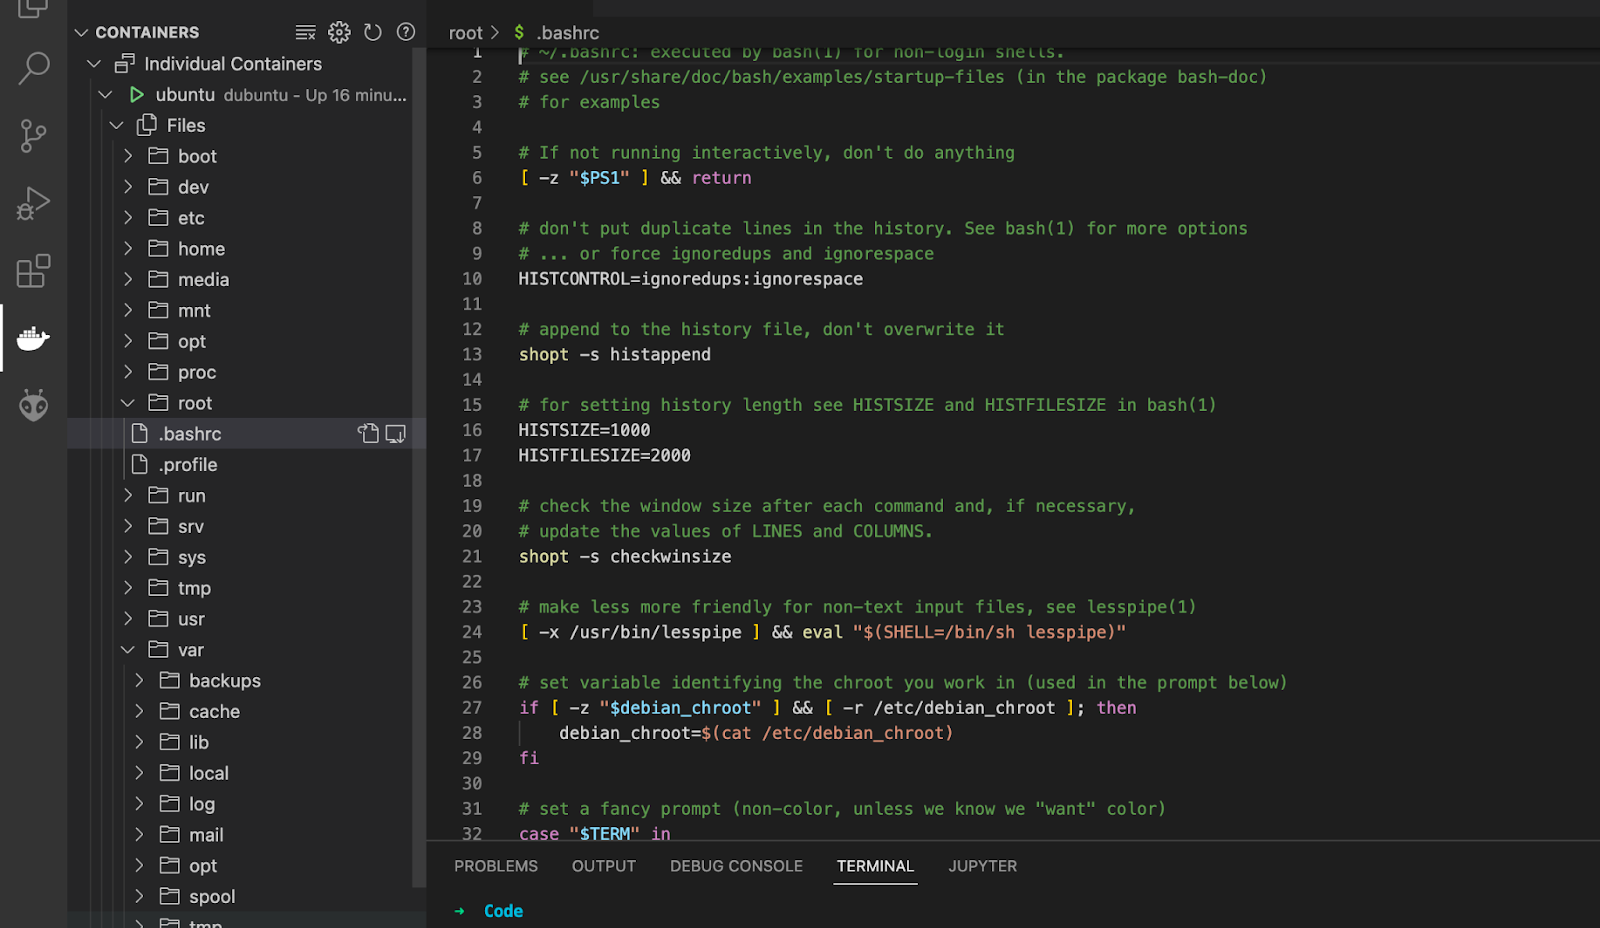 CONTAINERS
Individual Containers
ubuntu dubuntu - Up 16 minu...
Files
boot
dev
etc
home
media
mnt
opt
proc
root
.bashrc
.profile
run
srv
sys
tmp
usr
var
backups
cache
lib
local
log
mail
opt
spool
tmp
root > $ .bashrc
1 # ~/.bashrc: executed by bash(1) for non-login shells.
2 # see /usr/share/doc/bash/examples/startup-files (in the package bash-doc)
3 # for examples
4
5 # If not running interactively, don't do anything
6 [ -z "$PS1" ] && return
7
8 # don't put duplicate lines in the history. See bash(1) for more options
9 # ... or force ignoredups and ignorespace
10 HISTCONTROL=ignoredups:ignorespace
11
12 # append to the history file, don't overwrite it
13 shopt -s histappend
14
15 # for setting history length see HISTSIZE and HISTFILESIZE in bash(1)
16 HISTSIZE=1000
17 HISTFILESIZE=2000
18
19 # check the window size after each command and, if necessary,
20 # update the values of LINES and COLUMNS.
21 shopt -s checkwinsize
22
23 # make less more friendly for non-text input files, see lesspipe(1)
24 [ -x /usr/bin/lesspipe ] && eval "$(SHELL=/bin/sh lesspipe)"
25
26 # set variable identifying the chroot you work in (used in the prompt below)
27 if [ -z "$debian_chroot" ] && [ -r /etc/debian_chroot ]; then
28 debian_chroot=$(cat /etc/debian_chroot)
29 fi
30
31 # set a fancy prompt (non-color, unless we know we "want" color)
32 case "$TERM" in
PROBLEMS OUTPUT DEBUG CONSOLE TERMINAL JUPYTER
→ Code